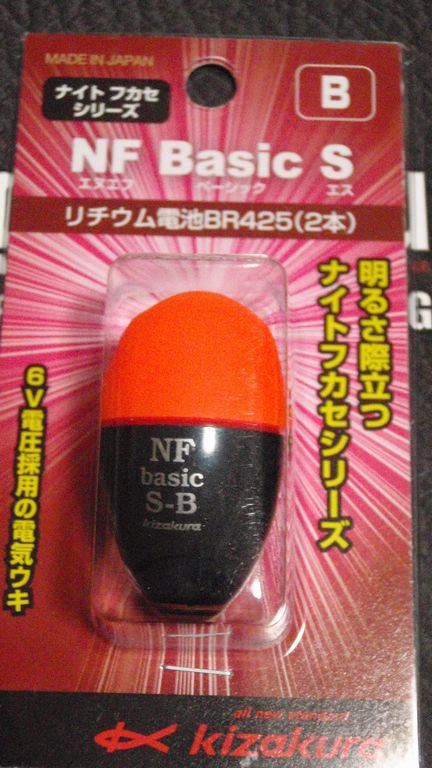 MADE IN JAPAN
ナイト フカセ
シリーズ
B
NF Basic S
エヌエフ ベーシック エス
リチウム電池BR425(2本)
明るさ際立つ
ナイトフカセシリーズ
6V電圧採用の電気ウキ
NF
basic
S-B
kizakura
all new standard
kizakura
G